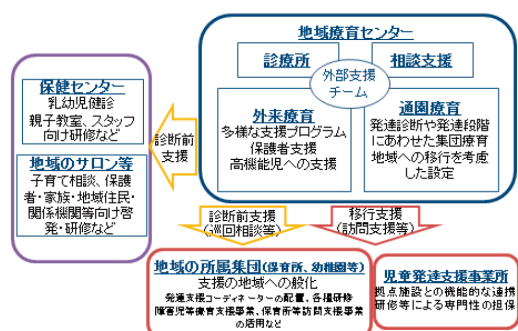 地域療育センター
診療所
相談支援
外部支援
チーム
外来療育
多様な支援プログラム
保護者支援
高機能児への支援
通園療育
発達診断や発達段階
にあわせた集団療育
地域への移行を考慮
した設定
保健センター
乳幼児健診
親子教室、スタッフ
向け研修など
地域のサロン等
子育て相談、保護
者・家族・地域住民・
関係機関等向け啓
発・研修など
診断前
支援
診断前支援
(巡回相談等)
移行支援
(訪問支援等)
地域の所属集団(保育所、幼稚園等)
支援の地域への般化
発達支援コーディネーターの配置、各種研修
障害児等療育支援事業、保育所等訪問支援事業
の活用など
児童発達支援事業所
拠点施設との機能的な連携
研修等による専門性の担保